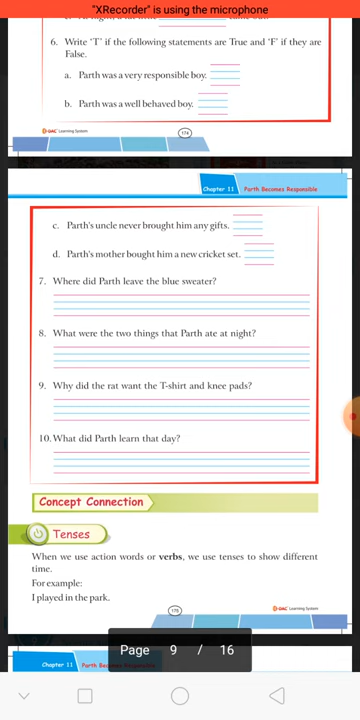 "XRecorder" is using the microphone
6. Write 'T' if the following statements are True and 'F' if they are
False.
a. Parth was a very responsible boy.
b. Parth was a well behaved boy.
Learning System
174
Chapter 11 Parth Becomes Responsible
c. Parth's uncle never brought him any gifts.
d. Parth's mother bought him a new cricket set.
7. Where did Parth leave the blue sweater?
8. What were the two things that Parth ate at night?
9. Why did the rat want the T-shirt and knee pads?
10. What did Parth learn that day?
Concept Connection
Tenses
When we use action words or verbs, we use tenses to show different
time.
For example:
I played in the park.
175
Learning System
Page 9 / 16
Chapter 11 Parth Becomes Responsible